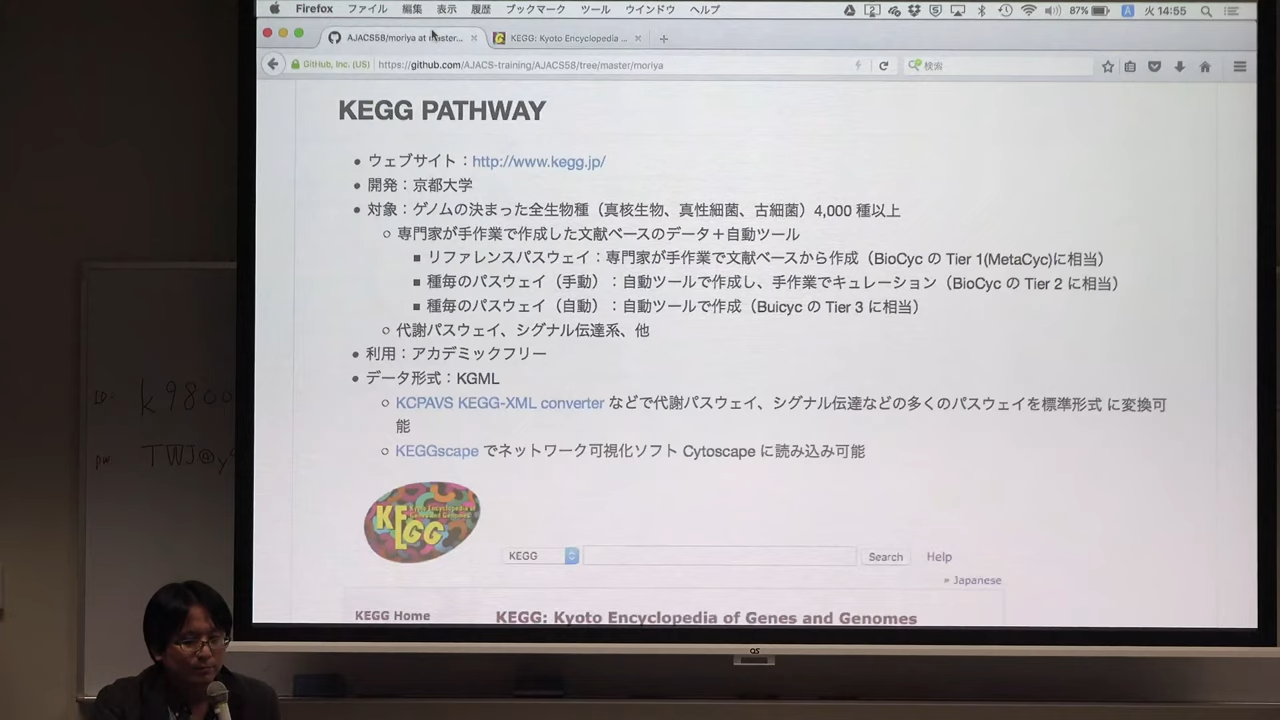 Firefox ファイル 編集 表示 履歴 ブックマーク ツール ウインドウ ヘルプ 87% A 火 14:55
AJACS58/moriya at master... × KEGG: Kyoto Encyclopedia ... × +
GitHub, Inc. (US) https://github.com/AJACS-training/AJACS58/tree/master/moriya 検索
KEGG PATHWAY
• ウェブサイト：http://www.kegg.jp/
• 開発：京都大学
• 対象：ゲノムの決まった全生物種（真核生物、真性細菌、古細菌）4,000 種以上
○ 専門家が手作業で作成した文献ベースのデータ＋自動ツール
■ リファレンスパスウェイ：専門家が手作業で文献ベースから作成（BioCyc の Tier 1(MetaCyc)に相当）
■ 種毎のパスウェイ（手動）：自動ツールで作成し、手作業でキュレーション（BioCyc の Tier 2 に相当）
■ 種毎のパスウェイ（自動）：自動ツールで作成（Buicyc の Tier 3 に相当）
○ 代謝パスウェイ、シグナル伝達系、他
• 利用：アカデミックフリー
• データ形式：KGML
○ KCPAVS KEGG-XML converter などで代謝パスウェイ、シグナル伝達などの多くのパスウェイを標準形式 に変換可
能
○ KEGGscape でネットワーク可視化ソフト Cytoscape に読み込み可能
KEGG
Kyoto Encyclopedia of
Genes and Genomes
KEGG Search Help
» Japanese
KEGG Home KEGG: Kyoto Encyclopedia of Genes and Genomes
ID: k9800
PW TWJ@y
OS